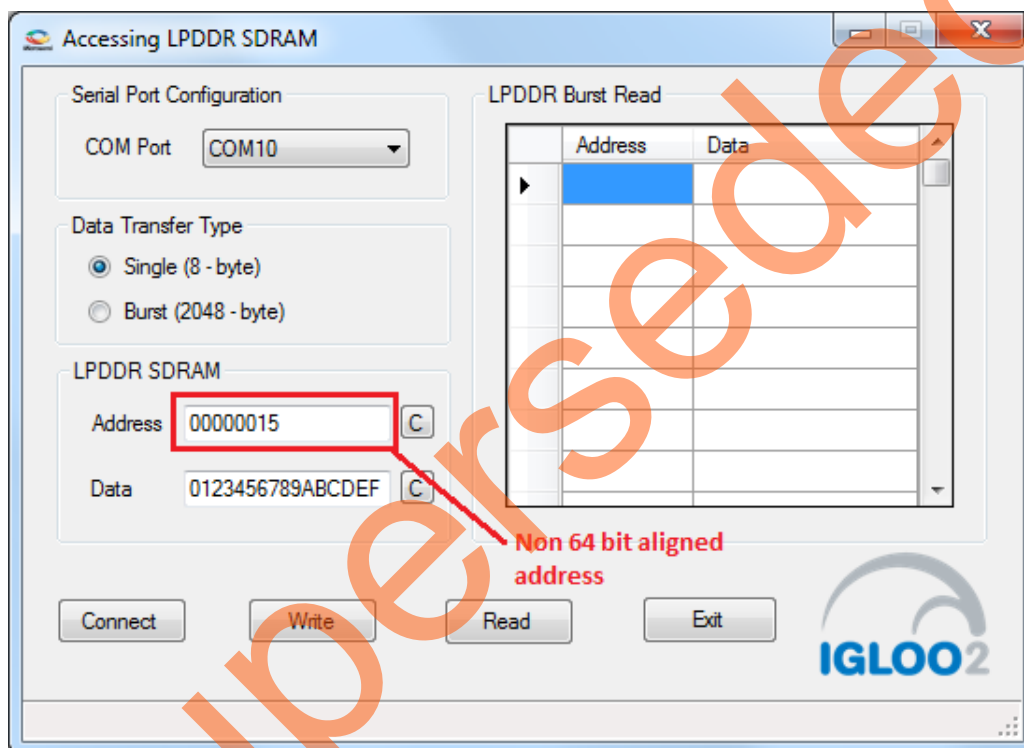 Accessing LPDDR SDRAM
Serial Port Configuration
COM Port COM10
Data Transfer Type
Single (8 - byte)
Burst (2048 - byte)
LPDDR SDRAM
Address 00000015 C
Data 0123456789ABCDEF C
LPDDR Burst Read
Address Data
Non 64 bit aligned
address
Connect Write Read Exit
IGLOO2
Superseded